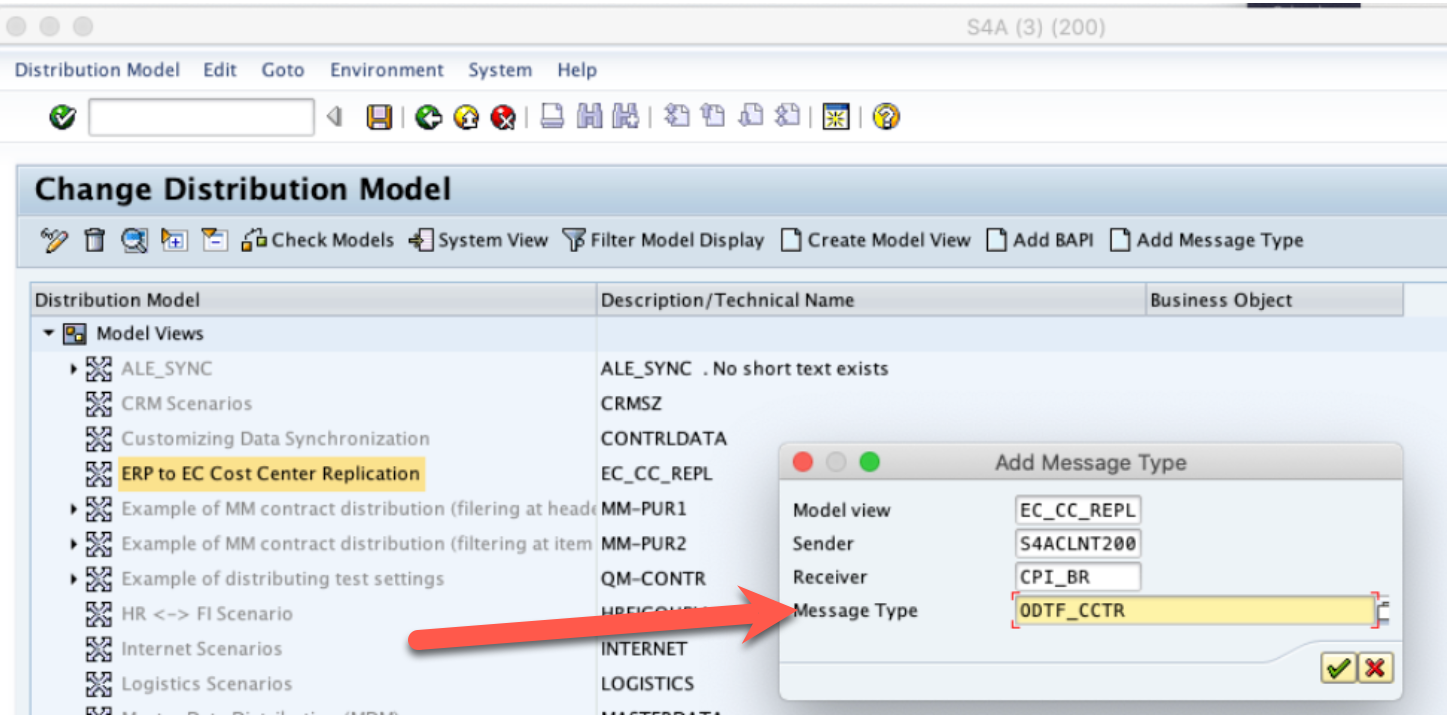 S4A (3) (200)
Distribution Model Edit Goto Environment System Help
Change Distribution Model
Check Models System View Filter Model Display Create Model View Add BAPI Add Message Type
Distribution Model Description/Technical Name Business Object
Model Views
ALE_SYNC ALE_SYNC . No short text exists
CRM Scenarios CRMSZ
Customizing Data Synchronization CONTRLDATA
ERP to EC Cost Center Replication EC_CC_REPL
Example of MM contract distribution (filering at heade MM-PUR1
Example of MM contract distribution (filtering at item MM-PUR2
Example of distributing test settings QM-CONTR
HR <-> FI Scenario
Internet Scenarios INTERNET
Logistics Scenarios LOGISTICS
Add Message Type
Model view EC_CC_REPL
Sender S4ACLNT200
Receiver CPI_BR
Message Type ODTF_CCTR